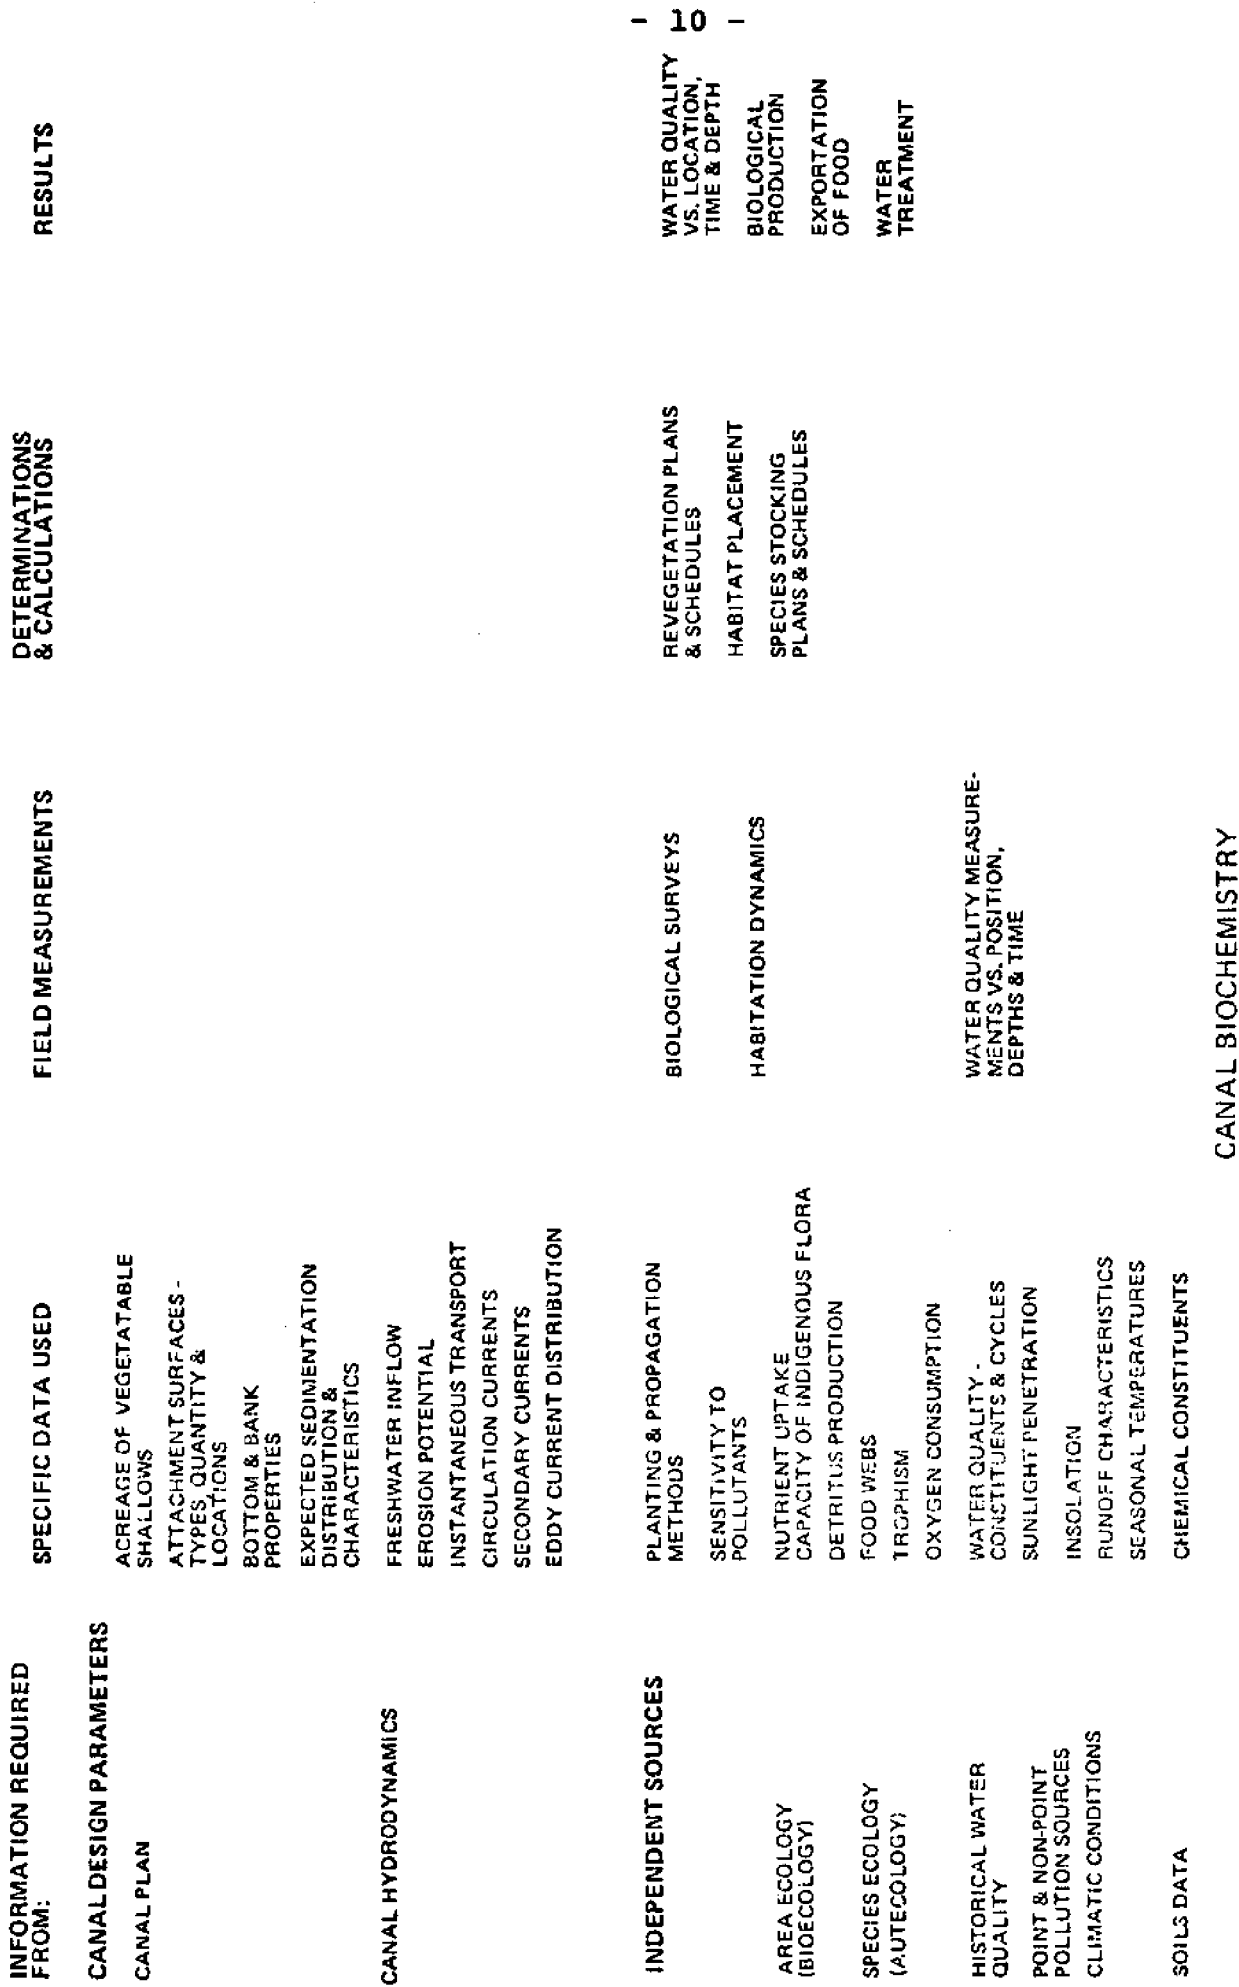 - 10 -
INFORMATION REQUIRED
FROM:
SPECIFIC DATA USED
FIELD MEASUREMENTS
DETERMINATIONS
& CALCULATIONS
RESULTS
CANAL DESIGN PARAMETERS
CANAL PLAN
ACREAGE OF VEGETATABLE
SHALLOWS
ATTACHMENT SURFACES -
TYPES, QUANTITY &
LOCATIONS
BOTTOM & BANK
PROPERTIES
EXPECTED SEDIMENTATION
DISTRIBUTION &
CHARACTERISTICS
CANAL HYDRODYNAMICS
FRESHWATER INFLOW
EROSION POTENTIAL
INSTANTANEOUS TRANSPORT
CIRCULATION CURRENTS
SECONDARY CURRENTS
EDDY CURRENT DISTRIBUTION
INDEPENDENT SOURCES
PLANTING & PROPAGATION
METHODS
SENSITIVITY TO
POLLUTANTS
BIOLOGICAL SURVEYS
REVEGETATION PLANS
& SCHEDULES
HABITAT PLACEMENT
WATER QUALITY
VS. LOCATION,
TIME & DEPTH
AREA ECOLOGY
(BIOECOLOGY)
NUTRIENT UPTAKE
CAPACITY OF INDIGENOUS FLORA
DETRITUS PRODUCTION
HABITATION DYNAMICS
SPECIES STOCKING
PLANS & SCHEDULES
BIOLOGICAL
PRODUCTION
EXPORTATION
OF FOOD
SPECIES ECOLOGY
(AUTECOLOGY)
FOOD WEBS
TROPHISM
OXYGEN CONSUMPTION
WATER
TREATMENT
HISTORICAL WATER
QUALITY
WATER QUALITY -
CONSTITUENTS & CYCLES
SUNLIGHT PENETRATION
WATER QUALITY MEASURE-
MENTS VS. POSITION,
DEPTHS & TIME
POINT & NON-POINT
POLLUTION SOURCES
CLIMATIC CONDITIONS
INSOLATION
RUNOFF CHARACTERISTICS
SEASONAL TEMPERATURES
SOILS DATA
CHEMICAL CONSTITUENTS
CANAL BIOCHEMISTRY